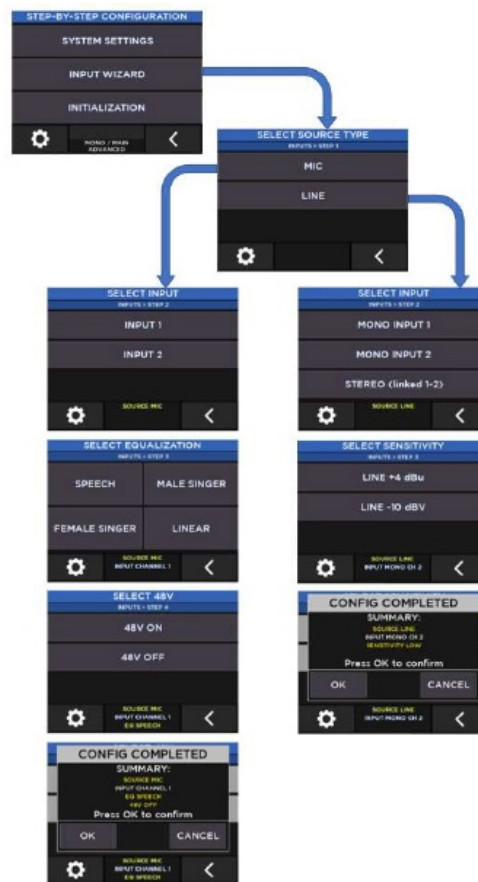 STEP-BY-STEP CONFIGURATION
SYSTEM SETTINGS
INPUT WIZARD
INITIALIZATION
MONO / MAIN
ADVANCED
SELECT SOURCE TYPE
INPUTS > STEP 1
MIC
LINE
SELECT INPUT
INPUTS > STEP 2
INPUT 1
INPUT 2
SOURCE MIC
SELECT EQUALIZATION
INPUTS > STEP 3
SPEECH
MALE SINGER
FEMALE SINGER
LINEAR
SOURCE MIC
INPUT CHANNEL 1
SELECT 48V
INPUTS > STEP 4
48V ON
48V OFF
SOURCE MIC
INPUT CHANNEL 1
EQ SPEECH
CONFIG COMPLETED
SUMMARY:
SOURCE MIC
INPUT CHANNEL 1
EQ SPEECH
48V OFF
Press OK to confirm
OK
CANCEL
SOURCE MIC
INPUT CHANNEL 1
EQ SPEECH
SELECT INPUT
INPUTS > STEP 2
MONO INPUT 1
MONO INPUT 2
STEREO (linked 1-2)
SOURCE LINE
SELECT SENSITIVITY
INPUTS > STEP 3
LINE +4 dBu
LINE -10 dBV
SOURCE LINE
INPUT MONO CH 2
CONFIG COMPLETED
SUMMARY:
SOURCE LINE
INPUT MONO CH 2
SENSITIVITY LOW
Press OK to confirm
OK
CANCEL
SOURCE LINE
INPUT MONO CH 2